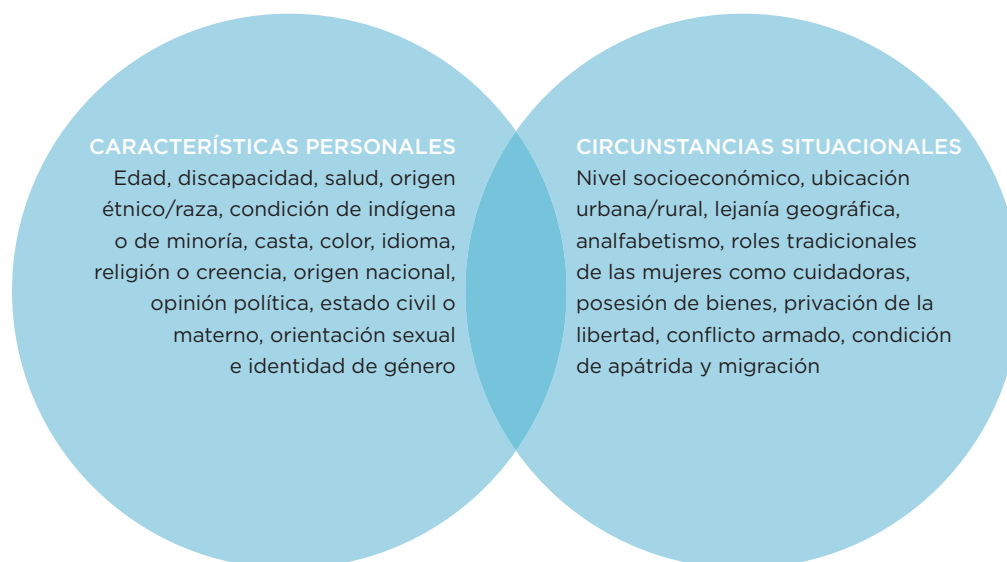 CARACTERÍSTICAS PERSONALES
Edad, discapacidad, salud, origen
étnico/raza, condición de indígena
o de minoría, casta, color, idioma,
religión o creencia, origen nacional,
opinión política, estado civil o
materno, orientación sexual
e identidad de género
CIRCUNSTANCIAS SITUACIONALES
Nivel socioeconómico, ubicación
urbana/rural, lejanía geográfica,
analfabetismo, roles tradicionales
de las mujeres como cuidadoras,
posesión de bienes, privación de la
libertad, conflicto armado, condición
de apátrida y migración